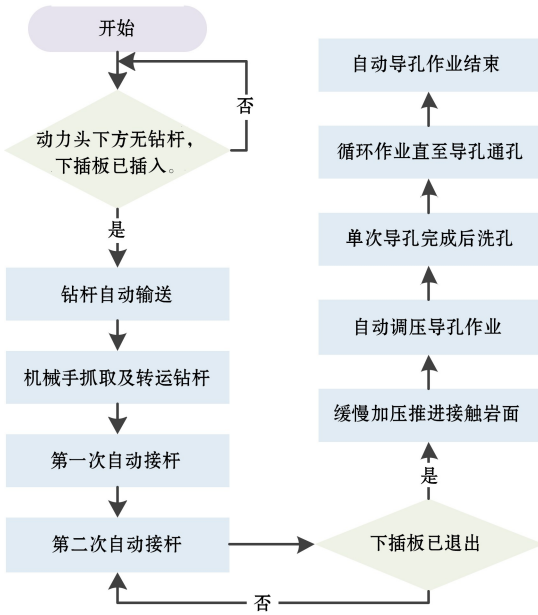 开始
否
动力头下方无钻杆，
下插板已插入。
是
钻杆自动输送
机械手抓取及转运钻杆
第一次自动接杆
第二次自动接杆
下插板已退出
否
是
缓慢加压推进接触岩面
自动调压导孔作业
单次导孔完成后洗孔
循环作业直至导孔通孔
自动导孔作业结束